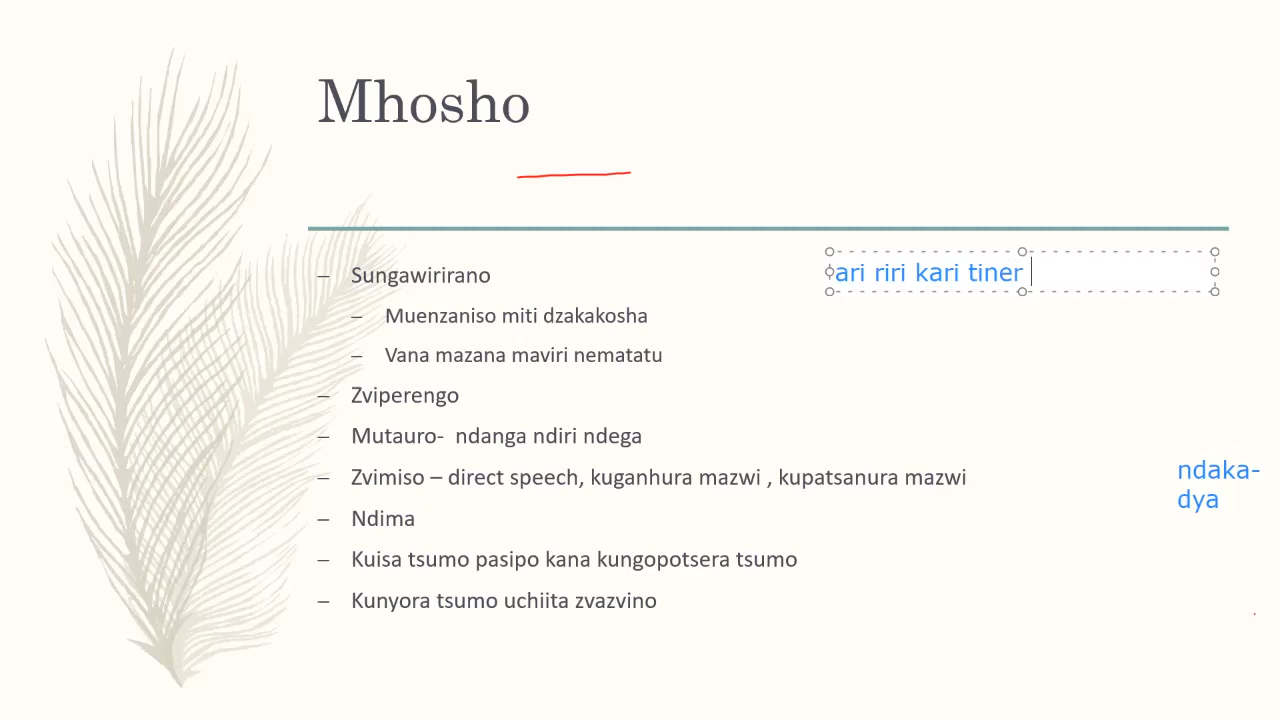 Mhosho
– Sungawirirano
ari riri kari tiner
– Muenzaniso miti dzakakosha
– Vana mazana maviri nematatu
– Zviperengo
– Mutauro- ndanga ndiri ndega
– Zvimiso – direct speech, kuganhura mazwi , kupatsanura mazwi
ndaka-
dya
– Ndima
– Kuisa tsumo pasipo kana kungopotsera tsumo
– Kunyora tsumo uchiita zvazvino